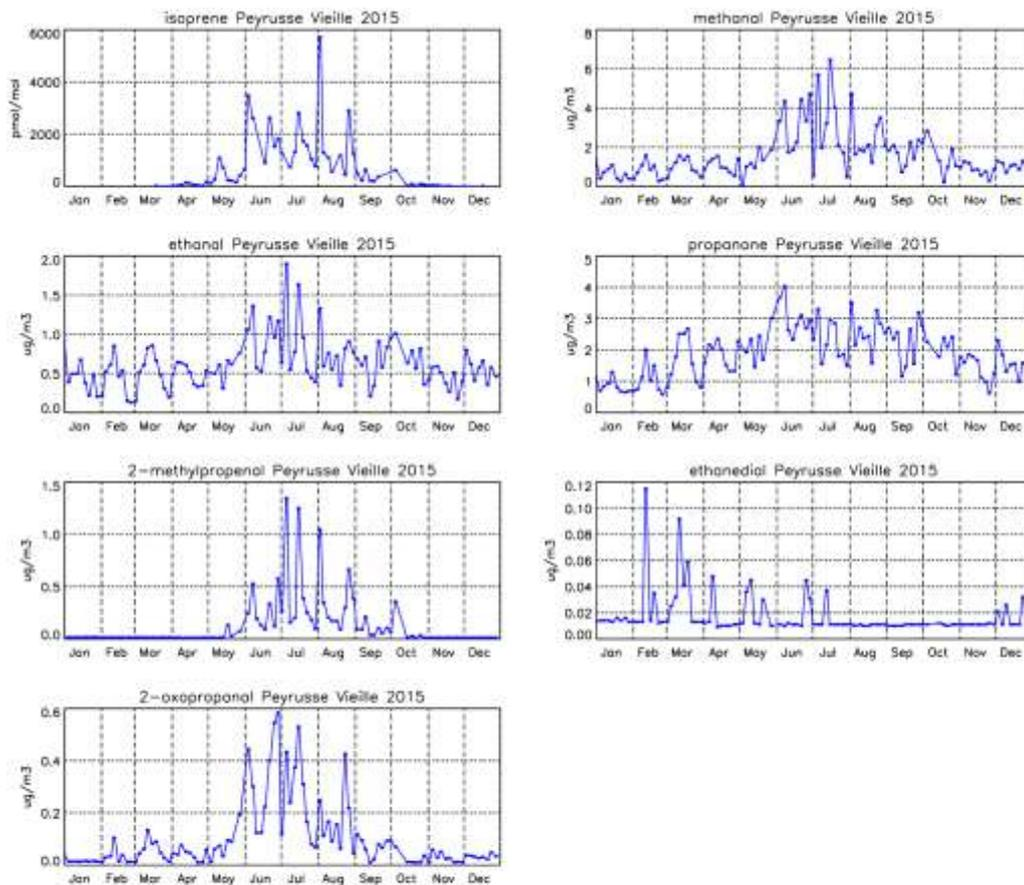 isoprene Peyrusse Vieille 2015
6000
4000
2000
0
pmol/mol
Jan Feb Mar Apr May Jun Jul Aug Sep Oct Nov Dec
methanal Peyrusse Vieille 2015
8
6
4
2
0
ug/m3
Jan Feb Mar Apr May Jun Jul Aug Sep Oct Nov Dec
ethanal Peyrusse Vieille 2015
2.0
1.5
1.0
0.5
0.0
ug/m3
Jan Feb Mar Apr May Jun Jul Aug Sep Oct Nov Dec
propanone Peyrusse Vieille 2015
5
4
3
2
1
0
ug/m3
Jan Feb Mar Apr May Jun Jul Aug Sep Oct Nov Dec
2-methylpropenal Peyrusse Vieille 2015
1.5
1.0
0.5
0.0
ug/m3
Jan Feb Mar Apr May Jun Jul Aug Sep Oct Nov Dec
ethanedial Peyrusse Vieille 2015
0.12
0.10
0.08
0.06
0.04
0.02
0.00
ug/m3
Jan Feb Mar Apr May Jun Jul Aug Sep Oct Nov Dec
2-oxopropanal Peyrusse Vieille 2015
0.6
0.4
0.2
0.0
ug/m3
Jan Feb Mar Apr May Jun Jul Aug Sep Oct Nov Dec